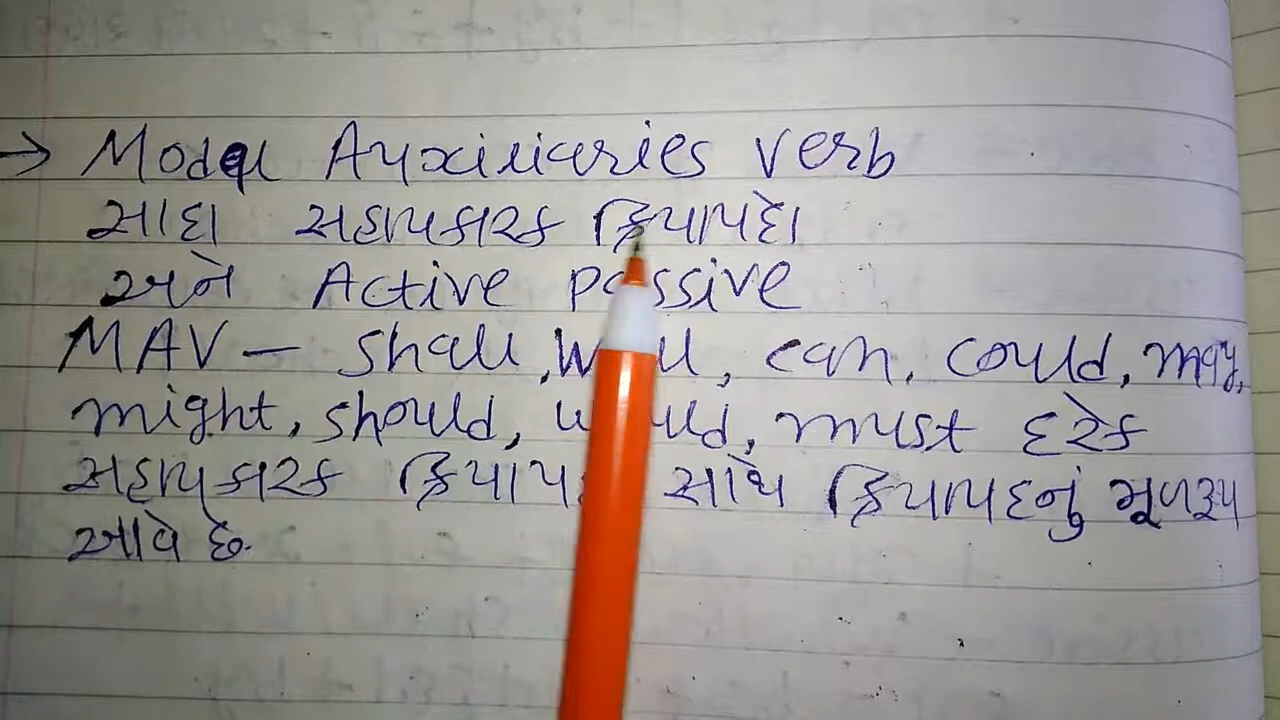 → Modal Auxiliaries verb
સાદા સહાયકારક ક્રિયાપદો
અને Active passive
MAV - shall, will, can, could, may,
might, should, would, must દરેક
સહાયકારક ક્રિયાપદ સાથે ક્રિયાપદનું મૂળરૂપ
આવે છે.